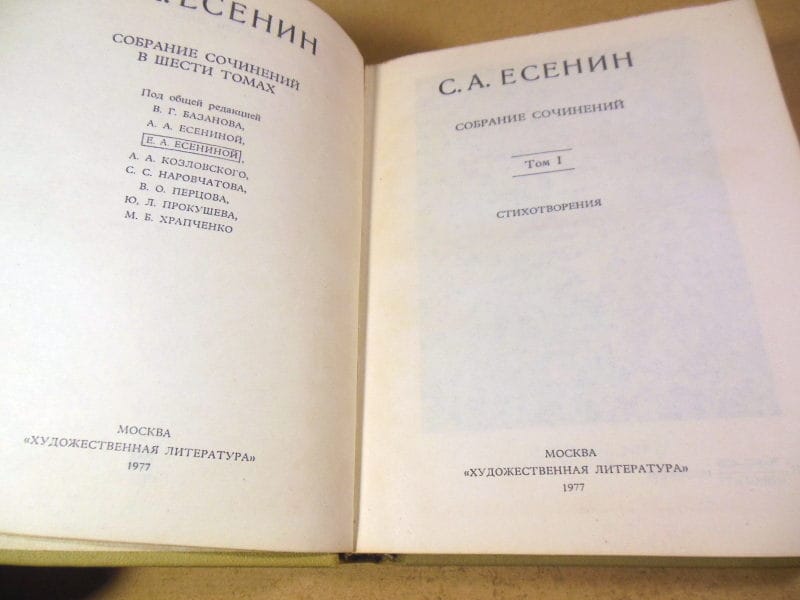 ЕСЕНИН
СОБРАНИЕ СОЧИНЕНИЙ
В ШЕСТИ ТОМАХ
Под общей редакцией
В. Г. БАЗАНОВА,
А. А. ЕСЕНИНОЙ,
Е. А. ЕСЕНИНОЙ,
А. А. КОЗЛОВСКОГО,
С. С. НАРОВЧАТОВА,
В. О. ПЕРЦОВА,
Ю. Л. ПРОКУШЕВА,
М. Б. ХРАПЧЕНКО
МОСКВА
«ХУДОЖЕСТВЕННАЯ ЛИТЕРАТУРА»
1977
С. А. ЕСЕНИН
СОБРАНИЕ СОЧИНЕНИЙ
Том I
СТИХОТВОРЕНИЯ
МОСКВА
«ХУДОЖЕСТВЕННАЯ ЛИТЕРАТУРА»
1977